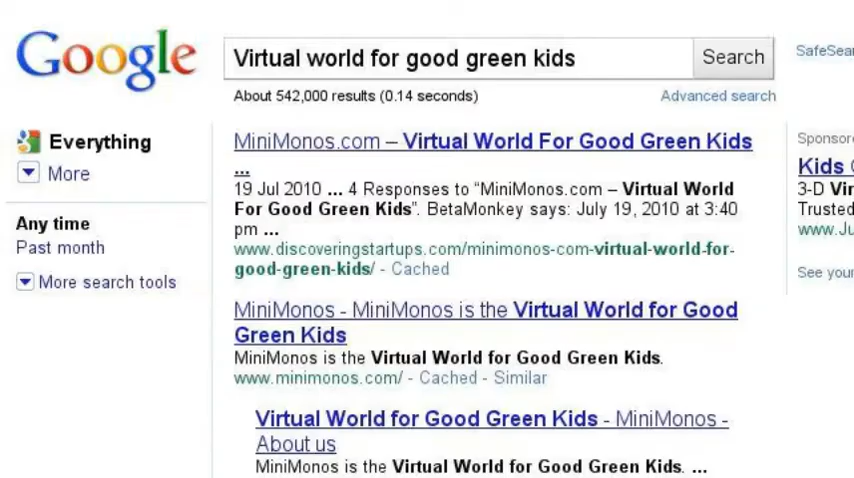 Google
Virtual world for good green kids
Search
SafeSear
About 542,000 results (0.14 seconds)
Advanced search
Everything
More
Any time
Past month
More search tools
MiniMonos.com – Virtual World For Good Green Kids
...
19 Jul 2010 ... 4 Responses to “MiniMonos.com – Virtual World
For Good Green Kids”. BetaMonkey says: July 19, 2010 at 3:40
pm ...
www.discoveringstartups.com/minimonos-com-virtual-world-for-
good-green-kids/ - Cached
MiniMonos - MiniMonos is the Virtual World for Good
Green Kids
MiniMonos is the Virtual World for Good Green Kids.
www.minimonos.com/ - Cached - Similar
Virtual World for Good Green Kids - MiniMonos -
About us
MiniMonos is the Virtual World for Good Green Kids. ...
Sponsore
Kids
3-D Vir
Trusted
www.Ju
See your